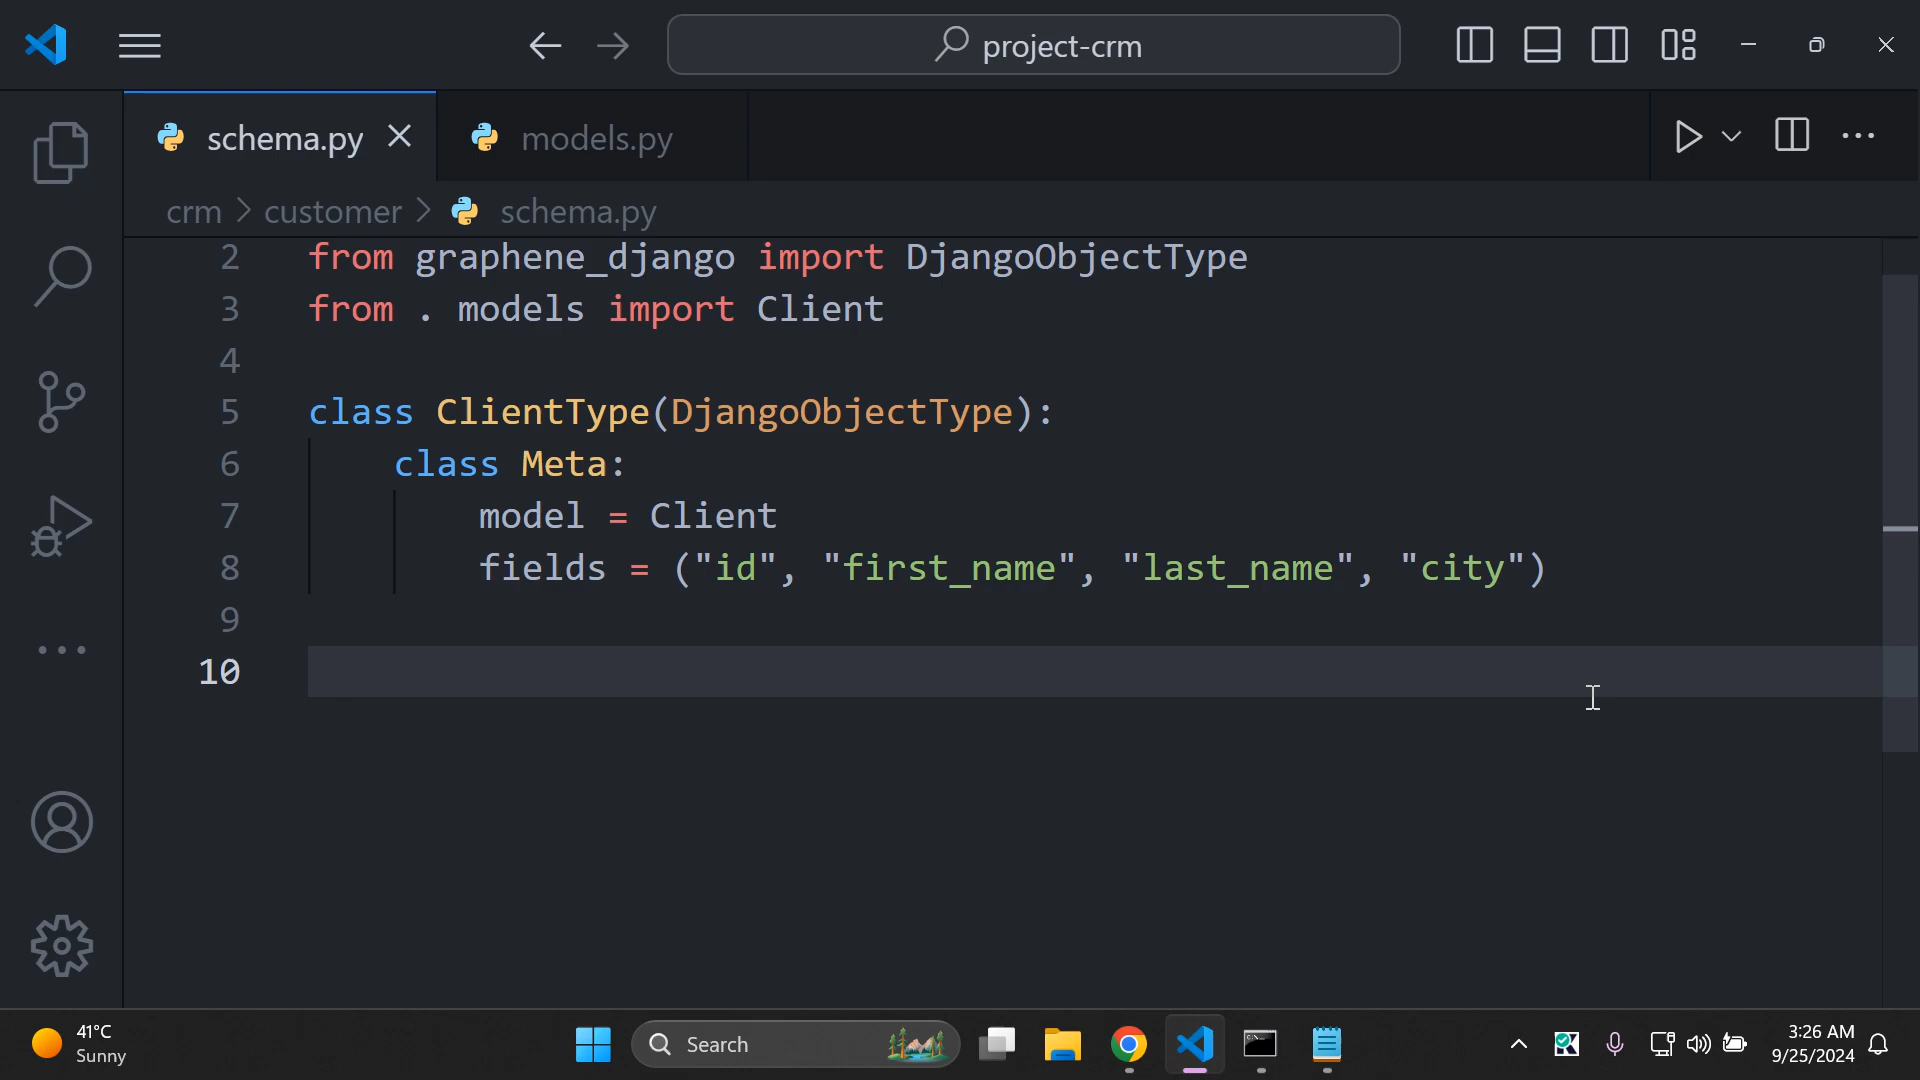 project-crm
schema.py
models.py
crm > customer > schema.py
2 from graphene_django import DjangoObjectType
3 from . models import Client
4
5 class ClientType(DjangoObjectType):
6 class Meta:
7 model = Client
8 fields = ("id", "first_name", "last_name", "city")
9
10
41°C
Sunny
Search
3:26 AM
9/25/2024